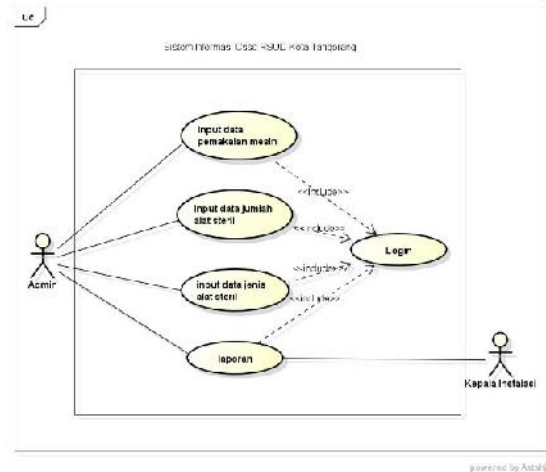 uc
Sistem Informasi Cssd RSUD Kota Tangerang
Input data
pemakaian mesin
<<include>>
input data jumlah
alat steril
<<include>>
Login
Admin
input data jenis
alat steril
<<include>>
<<include>>
laporan
Kepala Instalasi
powered by Astah